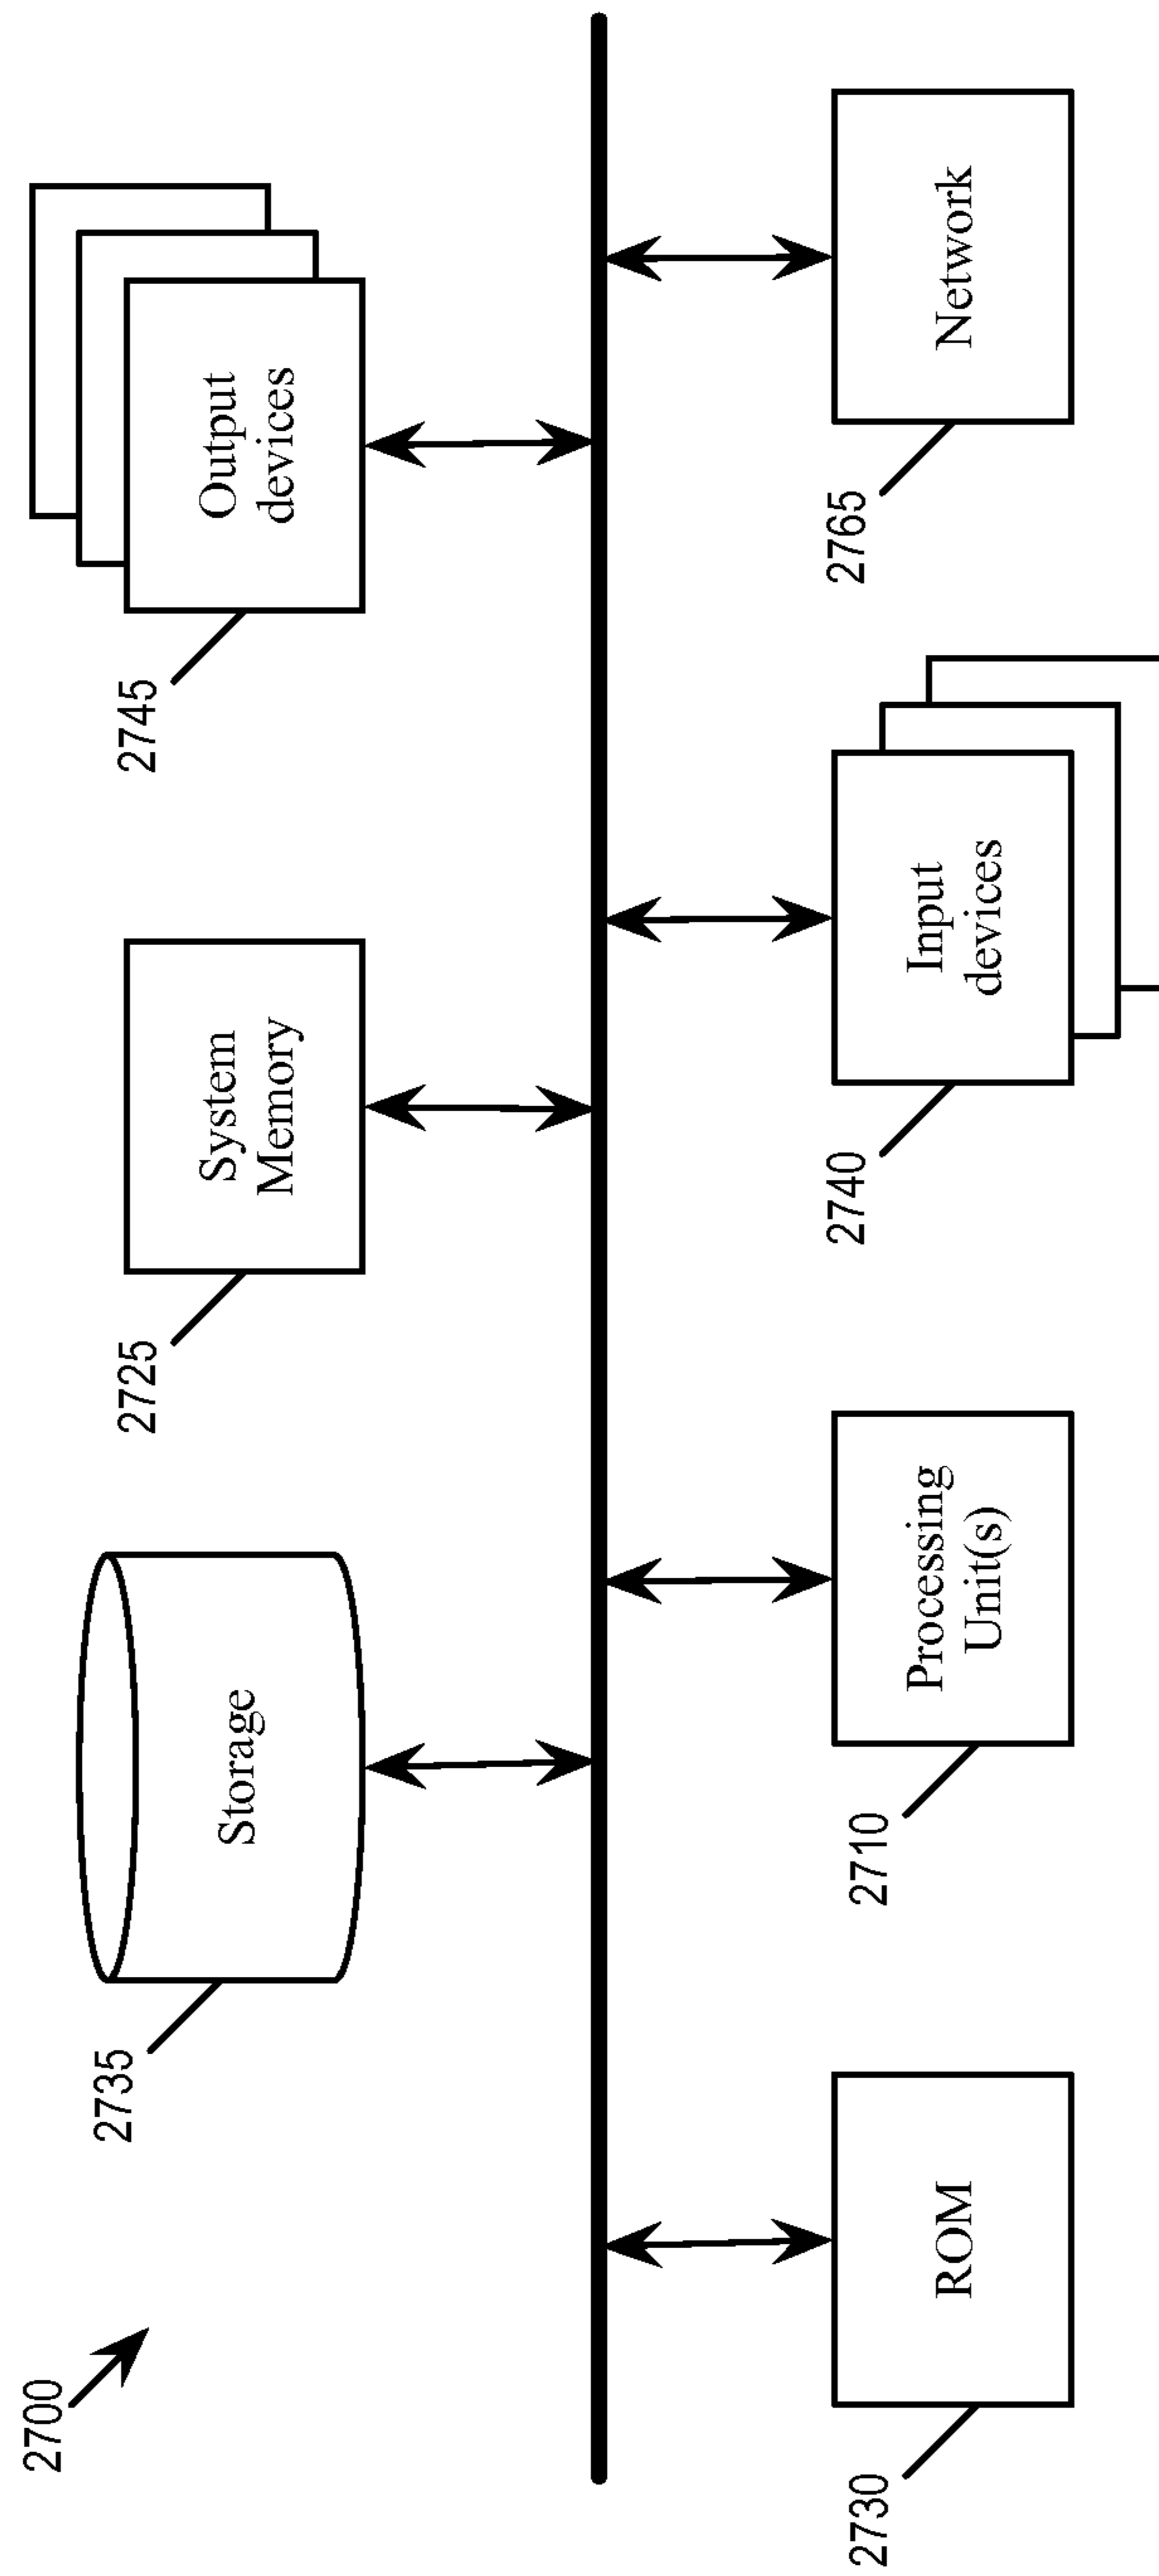 2700
2735
Storage
2725
System
Memory
2745
Output
devices
2730
ROM
2710
Processing
Unit(s)
2740
Input
devices
2765
Network